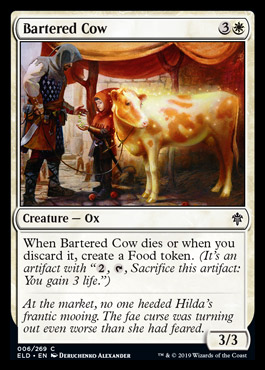 Bartered Cow 3
Creature — Ox
When Bartered Cow dies or when you
discard it, create a Food token. (It's an
artifact with “2, , Sacrifice this artifact:
You gain 3 life.”)
At the market, no one heeded Hilda's
frantic mooing. The fae curse was turning
out even worse than she had feared.
3/3
006/269 C
ELD • EN Deruchenko Alexander
™ & © 2019 Wizards of the Coast